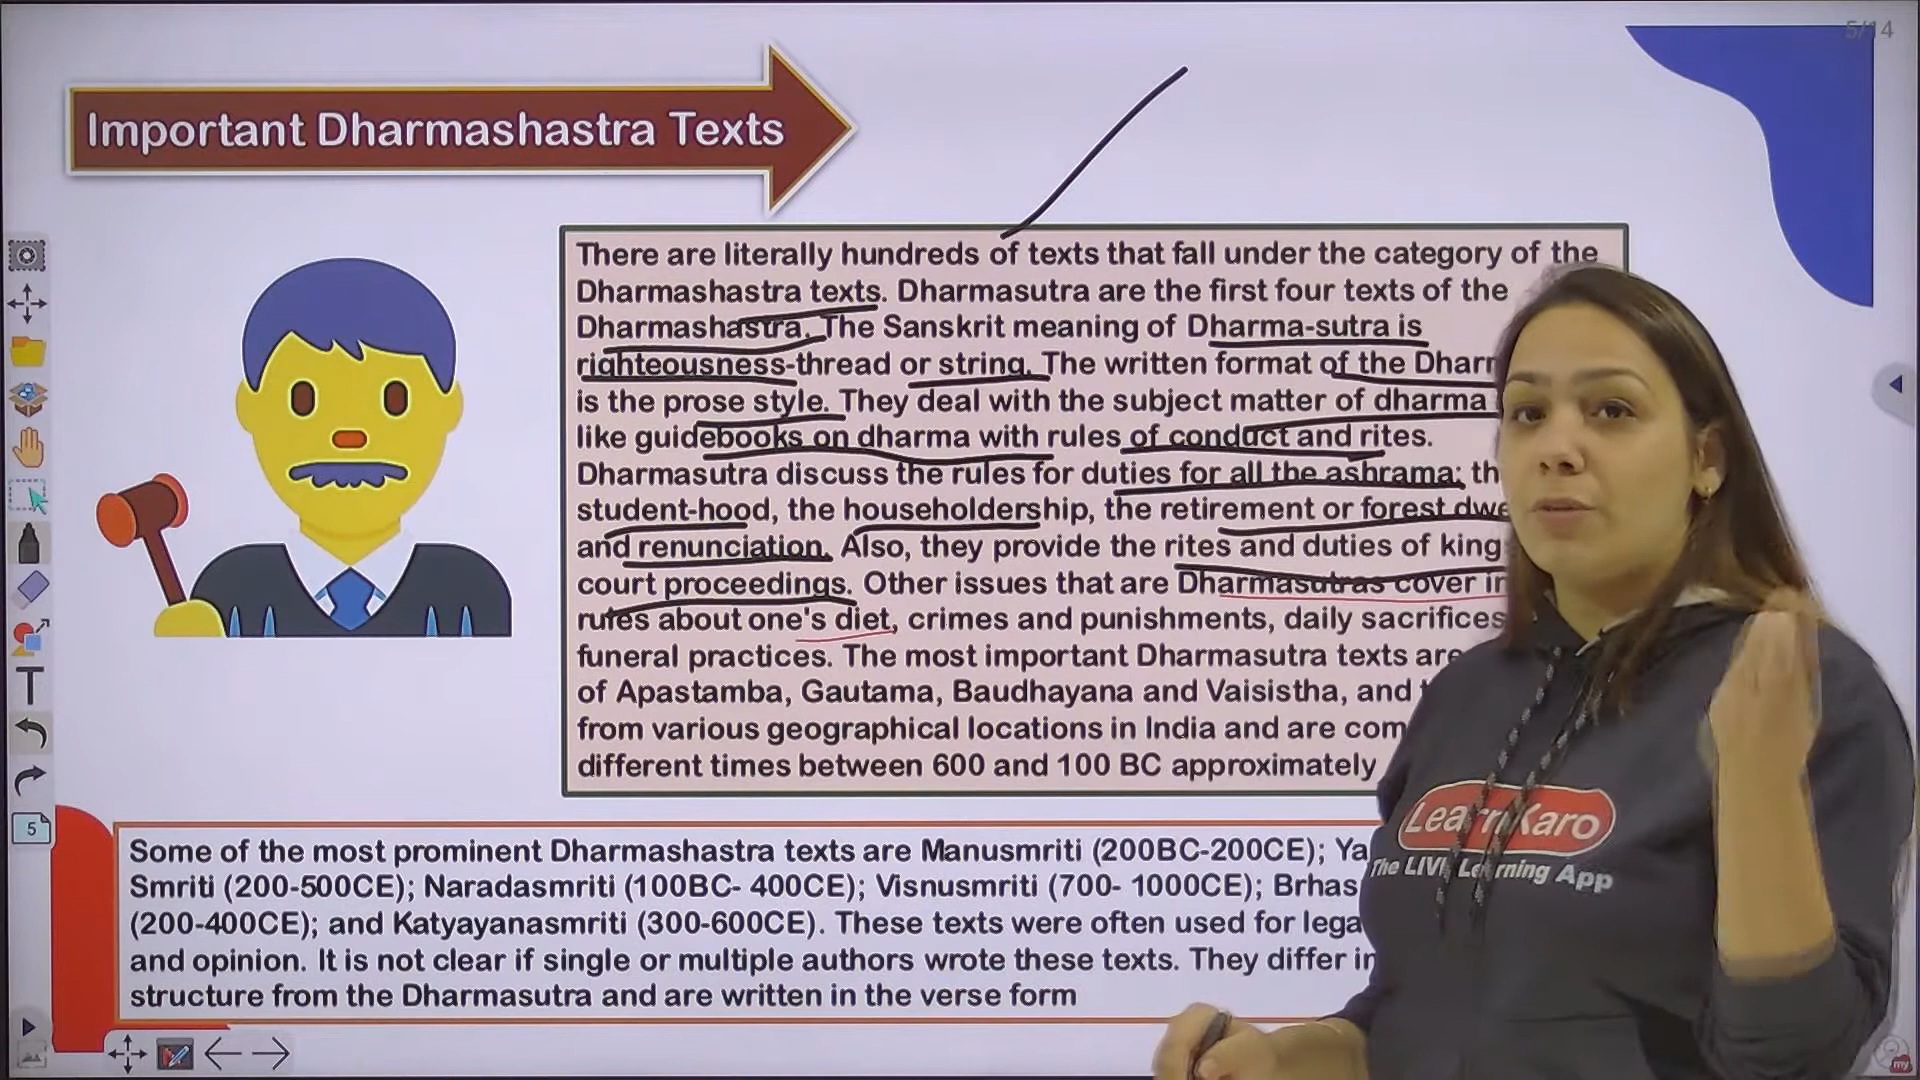 5/14
Important Dharmashastra Texts
There are literally hundreds of texts that fall under the category of the
Dharmashastra texts. Dharmasutra are the first four texts of the
Dharmashastra. The Sanskrit meaning of Dharma-sutra is
righteousness-thread or string. The written format of the
is the prose style. They deal with the subject matter of dharma
like guidebooks on dharma with rules of conduct and rites.
Dharmasutra discuss the rules for duties for all the ashrama;
student-hood, the householdership, the retirement or forest
and renunciation. Also, they provide the rites and duties of
court proceedings. Other issues that are Dharmasutras cover
rules about one's diet, crimes and punishments, daily sacrifices
funeral practices. The most important Dharmasutra texts are
of Apastamba, Gautama, Baudhayana and Vaisistha, and
from various geographical locations in India and are
different times between 600 and 100 BC approximately
Some of the most prominent Dharmashastra texts are Manusmriti (200BC-200CE);
Smriti (200-500CE); Naradasmriti (100BC- 400CE); Visnusmriti (700- 1000CE);
(200-400CE); and Katyayanasmriti (300-600CE). These texts were often used for
and opinion. It is not clear if single or multiple authors wrote these texts. They differ
structure from the Dharmasutra and are written in the verse form
5
LearnKaro
The LIVE Learning App
my